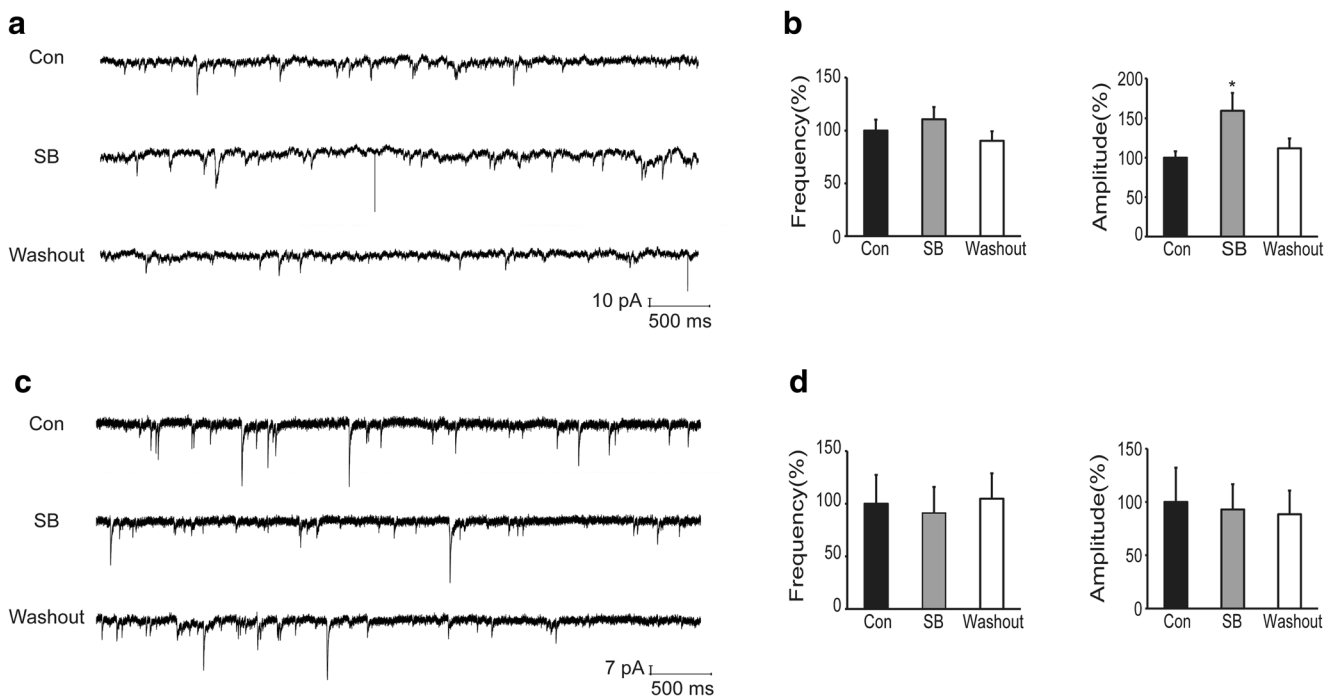 a
Con
SB
Washout
10 pA
500 ms
b
Frequency(%)
150
100
50
0
Con SB Washout
Amplitude(%)
200
150
100
50
0
*
Con SB Washout
c
Con
SB
Washout
7 pA
500 ms
d
Frequency(%)
150
100
50
0
Con SB Washout
Amplitude(%)
150
100
50
0
Con SB Washout